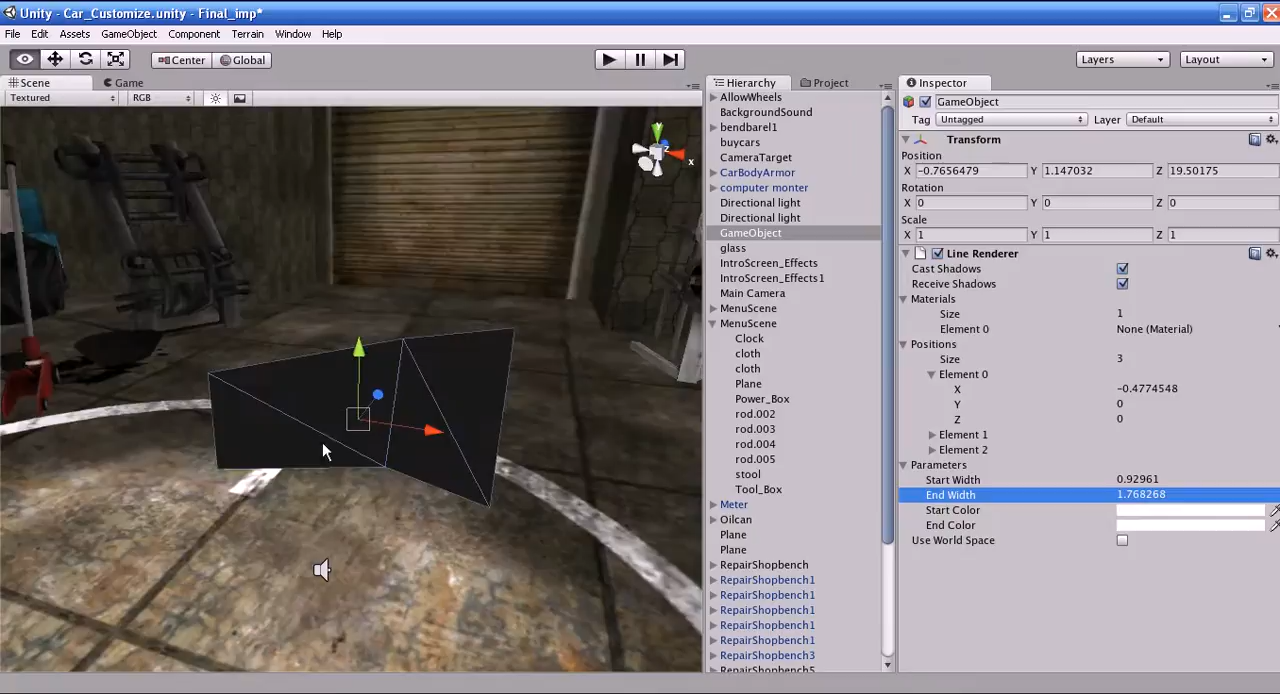 Unity - Car_Customize.unity - Final_imp*
File Edit Assets GameObject Component Terrain Window Help
Center Global Layers Layout
Scene Game
Textured RGB
x
z
Hierarchy Project
AllowWheels
BackgroundSound
bendbarel1
buycars
CameraTarget
CarBodyArmor
computer monter
Directional light
Directional light
GameObject
glass
IntroScreen_Effects
IntroScreen_Effects1
Main Camera
MenuScene
MenuScene
Clock
cloth
cloth
Plane
Power_Box
rod.002
rod.003
rod.004
rod.005
stool
Tool_Box
Meter
Oilcan
Plane
Plane
RepairShopbench
RepairShopbench1
RepairShopbench1
RepairShopbench1
RepairShopbench1
RepairShopbench1
RepairShopbench3
RepairShopbench5
Inspector
GameObject
Tag Untagged Layer Default
Transform
Position
X -0.7656479 Y 1.147032 Z 19.50175
Rotation
X 0 Y 0 Z 0
Scale
X 1 Y 1 Z 1
Line Renderer
Cast Shadows
Receive Shadows
Materials
Size 1
Element 0 None (Material)
Positions
Size 3
Element 0
X -0.4774548
Y 0
Z 0
Element 1
Element 2
Parameters
Start Width 0.92961
End Width 1.768268
Start Color
End Color
Use World Space